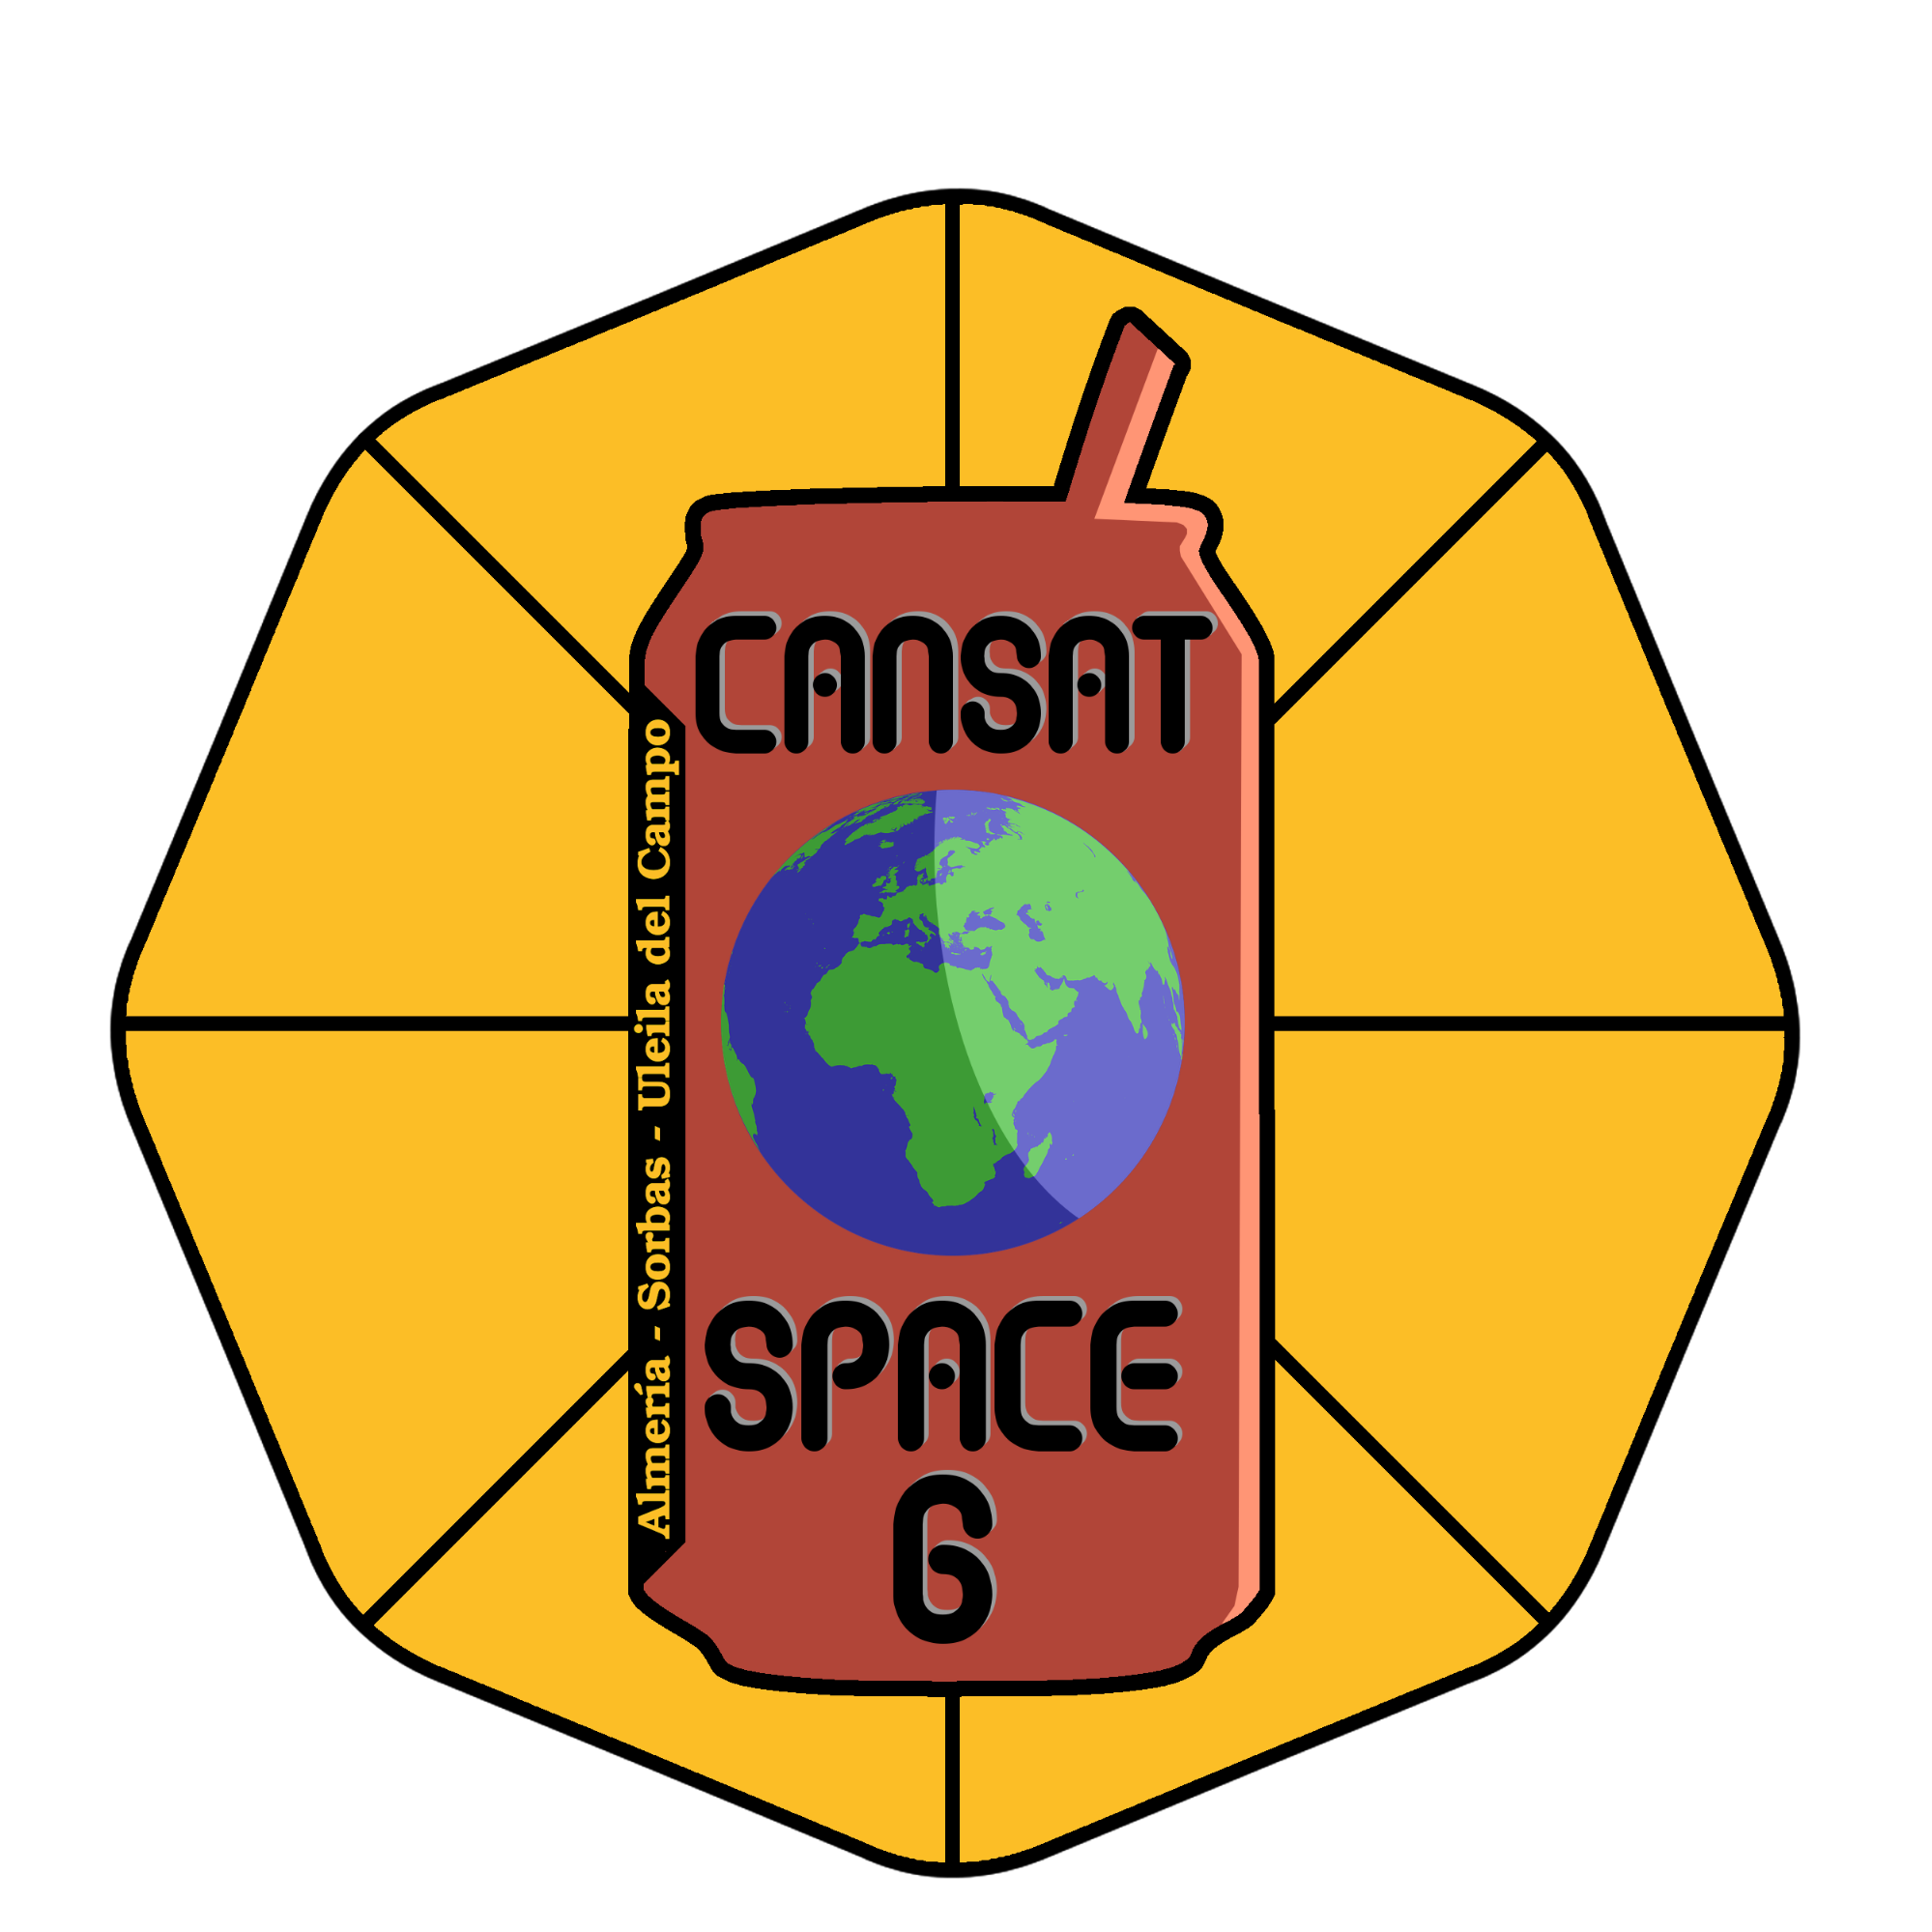 CANSAT
SPACE
6
Almería - Sorbas - Uleila del Campo